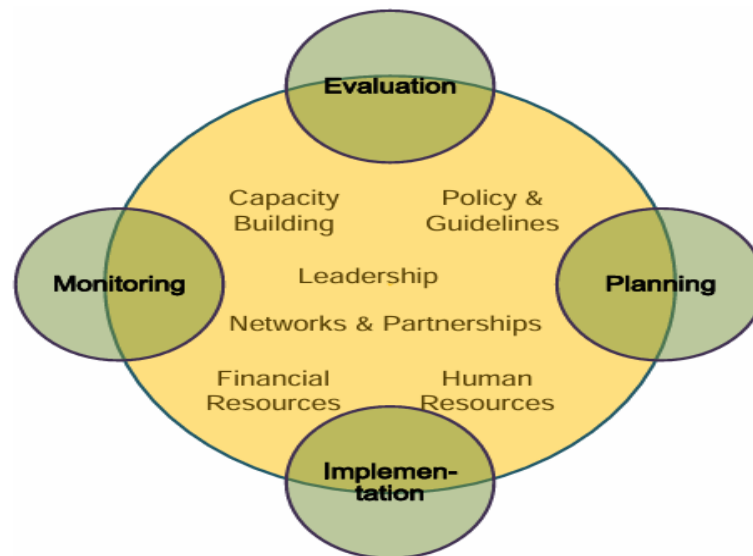 Evaluation
Capacity
Building
Policy &
Guidelines
Leadership
Monitoring
Planning
Networks & Partnerships
Financial
Resources
Human
Resources
Implemen-
tation